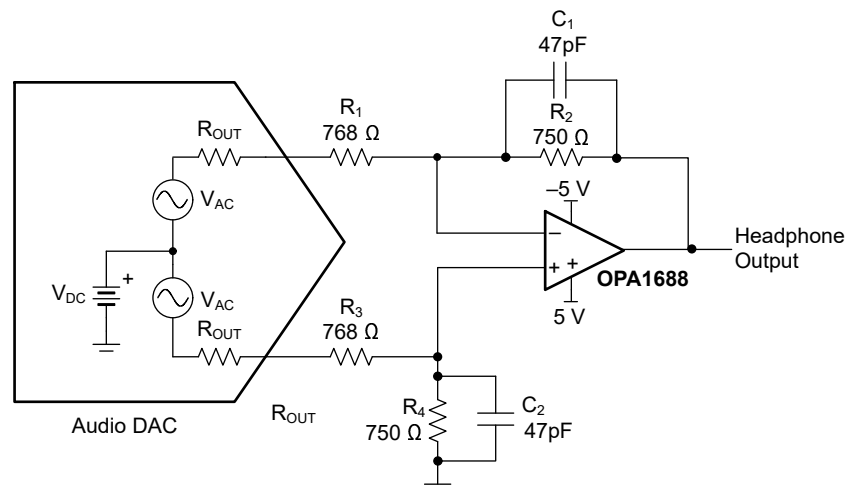 C1
47pF
R1
768 Ω
R2
750 Ω
ROUT
VAC
–5 V
Headphone
Output
–
+
+
OPA1688
VDC
+
VAC
ROUT
R3
768 Ω
5 V
Audio DAC
ROUT
R4
750 Ω
C2
47pF